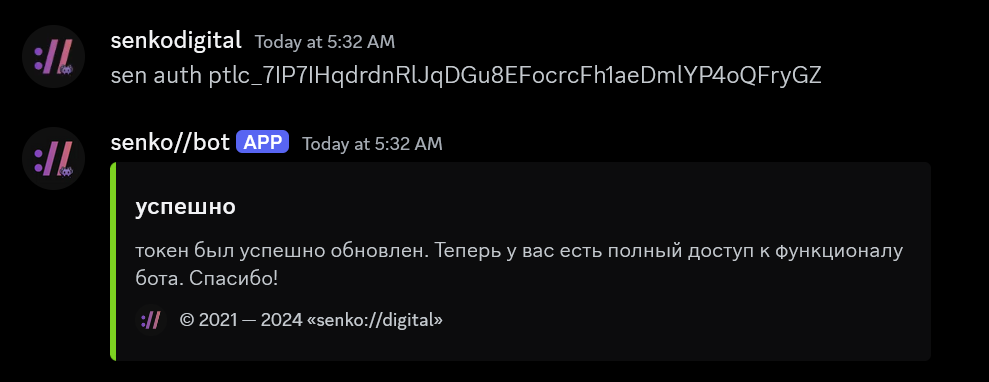 senkodigital Today at 5:32 AM
sen auth ptlc_7IP7IHqdrdnRlJqDGu8EFocrcFh1aeDmlYP4oQFryGZ
senko//bot APP Today at 5:32 AM
успешно
токен был успешно обновлен. Теперь у вас есть полный доступ к функционалу
бота. Спасибо!
© 2021 — 2024 «senko://digital»